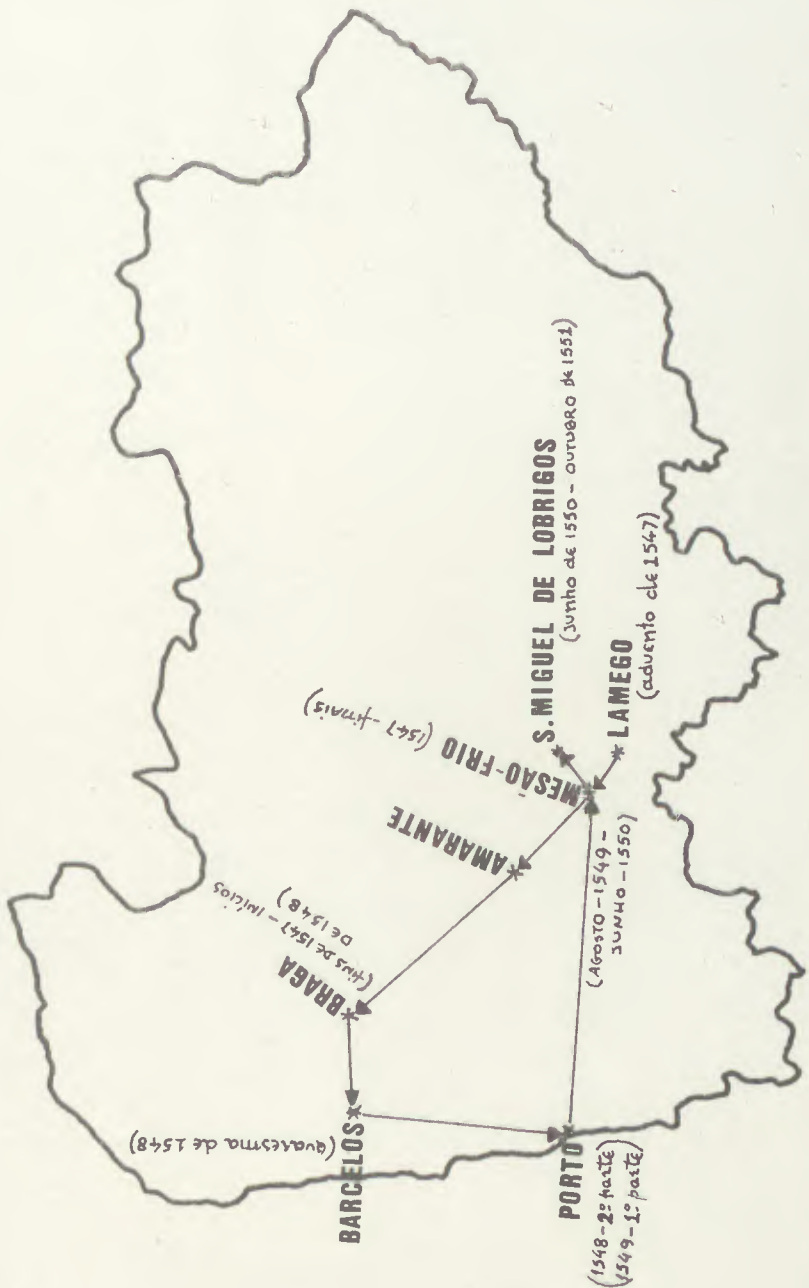 S. MIGUEL DE LOBRIGOS
(Junho de 1550 - OUTUBRO de 1551)
LAMEGO
(advento de 1547)
MESÃO-FRIO (1547-finais)
AMARANTE
BRAGA
(fins DE 1547 - INÍCIOS
DE 1548)
BARCELOS
(quaresma de 1548)
PORTO
(1548-2º parte)
(1549-1º parte)
(AGOSTO-1549-
JUNHO-1550)